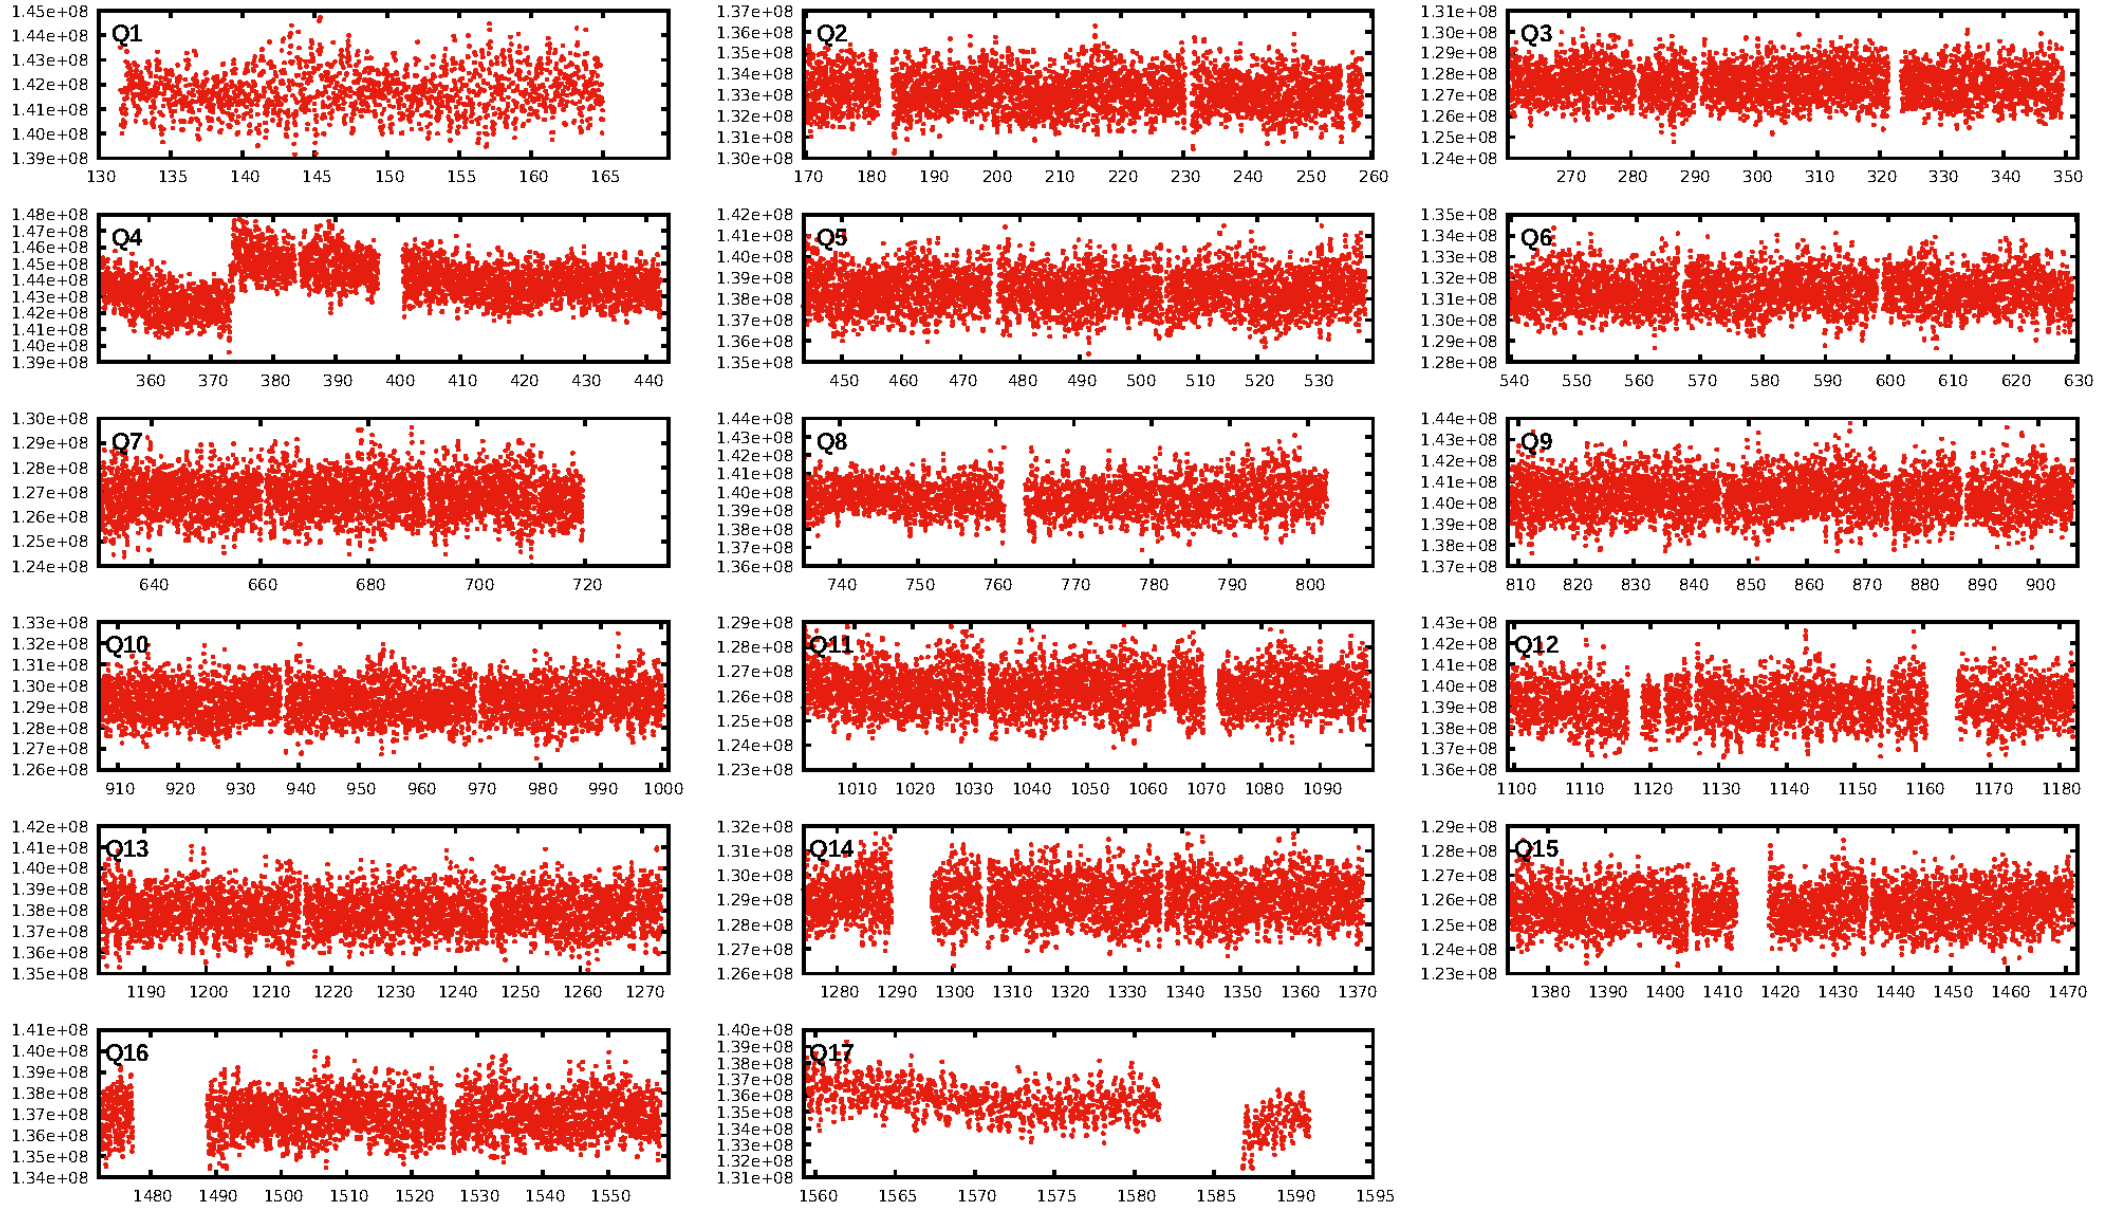 1.45e+08 1.44e+08 1.43e+08 1.42e+08 1.41e+08 1.40e+08 1.39e+08
Q1
130 135 140 145 150 155 160 165
1.37e+08 1.36e+08 1.35e+08 1.34e+08 1.33e+08 1.32e+08 1.31e+08 1.30e+08
Q2
170 180 190 200 210 220 230 240 250 260
1.31e+08 1.30e+08 1.29e+08 1.28e+08 1.27e+08 1.26e+08 1.25e+08 1.24e+08
Q3
270 280 290 300 310 320 330 340 350
1.48e+08 1.47e+08 1.46e+08 1.45e+08 1.44e+08 1.43e+08 1.42e+08 1.41e+08 1.40e+08 1.39e+08
Q4
360 370 380 390 400 410 420 430 440
1.42e+08 1.41e+08 1.40e+08 1.39e+08 1.38e+08 1.37e+08 1.36e+08 1.35e+08
Q5
450 460 470 480 490 500 510 520 530
1.35e+08 1.34e+08 1.33e+08 1.32e+08 1.31e+08 1.30e+08 1.29e+08 1.28e+08
Q6
540 550 560 570 580 590 600 610 620 630
1.30e+08 1.29e+08 1.28e+08 1.27e+08 1.26e+08 1.25e+08 1.24e+08
Q7
640 660 680 700 720
1.44e+08 1.43e+08 1.42e+08 1.41e+08 1.40e+08 1.39e+08 1.38e+08 1.37e+08 1.36e+08
Q8
740 750 760 770 780 790 800
1.44e+08 1.43e+08 1.42e+08 1.41e+08 1.40e+08 1.39e+08 1.38e+08 1.37e+08
Q9
810 820 830 840 850 860 870 880 890 900
1.33e+08 1.32e+08 1.31e+08 1.30e+08 1.29e+08 1.28e+08 1.27e+08 1.26e+08
Q10
910 920 930 940 950 960 970 980 990 1000
1.29e+08 1.28e+08 1.27e+08 1.26e+08 1.25e+08 1.24e+08 1.23e+08
Q11
1010 1020 1030 1040 1050 1060 1070 1080 1090
1.43e+08 1.42e+08 1.41e+08 1.40e+08 1.39e+08 1.38e+08 1.37e+08 1.36e+08
Q12
1100 1110 1120 1130 1140 1150 1160 1170 1180
1.42e+08 1.41e+08 1.40e+08 1.39e+08 1.38e+08 1.37e+08 1.36e+08 1.35e+08
Q13
1190 1200 1210 1220 1230 1240 1250 1260 1270
1.32e+08 1.31e+08 1.30e+08 1.29e+08 1.28e+08 1.27e+08 1.26e+08
Q14
1280 1290 1300 1310 1320 1330 1340 1350 1360 1370
1.29e+08 1.28e+08 1.27e+08 1.26e+08 1.25e+08 1.24e+08 1.23e+08
Q15
1380 1390 1400 1410 1420 1430 1440 1450 1460 1470
1.41e+08 1.40e+08 1.39e+08 1.38e+08 1.37e+08 1.36e+08 1.35e+08 1.34e+08
Q16
1480 1490 1500 1510 1520 1530 1540 1550
1.40e+08 1.39e+08 1.38e+08 1.37e+08 1.36e+08 1.35e+08 1.34e+08 1.33e+08 1.32e+08 1.31e+08
Q17
1560 1565 1570 1575 1580 1585 1590 1595